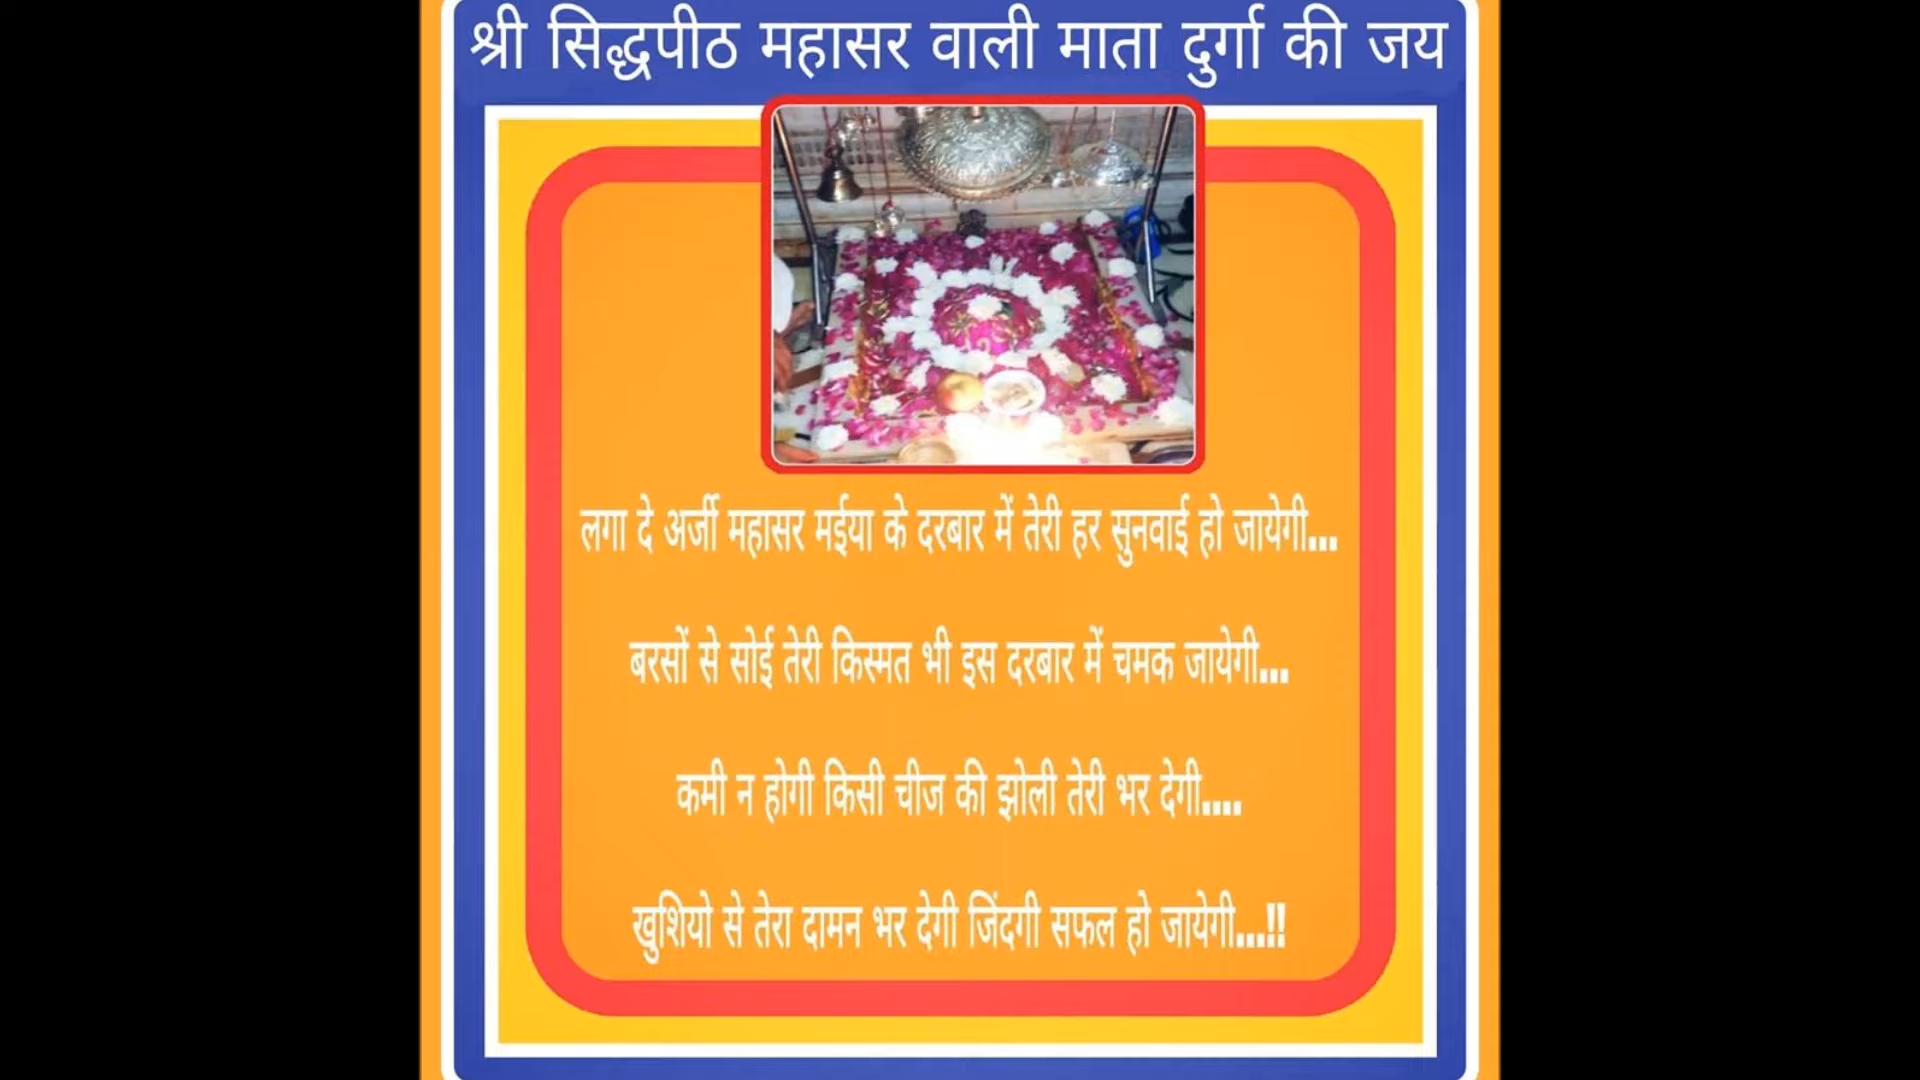 श्री सिद्धपीठ महासर वाली माता दुर्गा की जय
लगा दे अर्जी महासर मईया के दरबार में तेरी हर सुनवाई हो जायेगी...
बरसों से सोई तेरी किस्मत भी इस दरबार में चमक जायेगी...
कमी न होगी किसी चीज की झोली तेरी भर देगी....
खुशियो से तेरा दामन भर देगी जिंदगी सफल हो जायेगी...!!